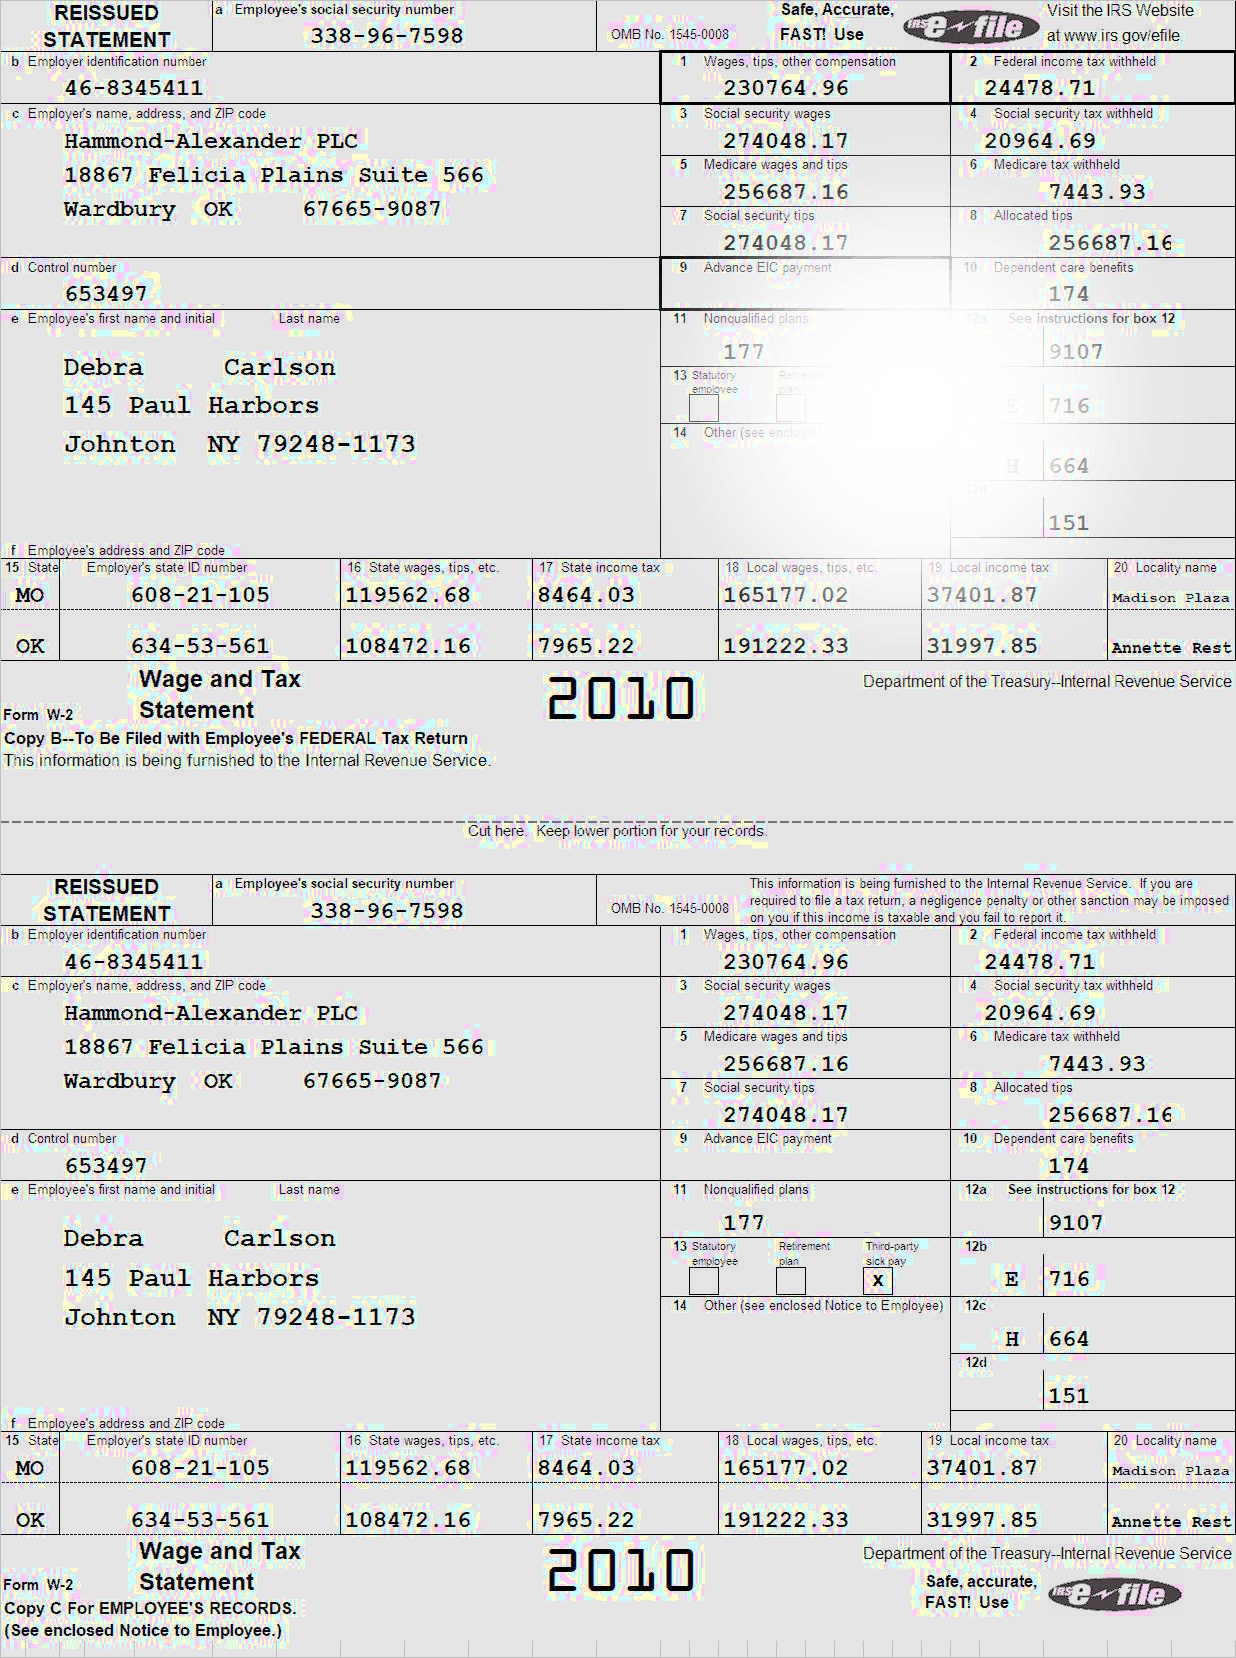 REISSUED STATEMENT
a Employee's social security number
338-96-7598
OMB No. 1545-0008
Safe, Accurate, FAST! Use
IRS e~file
Visit the IRS Website at www.irs.gov/efile
b Employer identification number
46-8345411
1 Wages, tips, other compensation
230764.96
2 Federal income tax withheld
24478.71
c Employer's name, address, and ZIP code
Hammond-Alexander PLC
18867 Felicia Plains Suite 566
Wardbury OK 67665-9087
3 Social security wages
274048.17
4 Social security tax withheld
20964.69
5 Medicare wages and tips
256687.16
6 Medicare tax withheld
7443.93
7 Social security tips
274048.17
8 Allocated tips
256687.16
d Control number
653497
9 Advance EIC payment
10 Dependent care benefits
174
e Employee's first name and initial Last name
Debra Carlson
145 Paul Harbors
Johnton NY 79248-1173
11 Nonqualified plans
177
12a See instructions for box 12
9107
13 Statutory employee
Retirement plan
E 716
14 Other (see enclosed
H 664
12d
151
f Employee's address and ZIP code
15 State Employer's state ID number 16 State wages, tips, etc. 17 State income tax 18 Local wages, tips, etc. 19 Local income tax 20 Locality name
MO 608-21-105 119562.68 8464.03 165177.02 37401.87 Madison Plaza
OK 634-53-561 108472.16 7965.22 191222.33 31997.85 Annette Rest
Form W-2 Wage and Tax Statement 2010 Department of the Treasury--Internal Revenue Service
Copy B--To Be Filed with Employee's FEDERAL Tax Return
This information is being furnished to the Internal Revenue Service.
Cut here. Keep lower portion for your records.
REISSUED STATEMENT
a Employee's social security number
338-96-7598
OMB No. 1545-0008
This information is being furnished to the Internal Revenue Service. If you are
required to file a tax return, a negligence penalty or other sanction may be imposed
on you if this income is taxable and you fail to report it.
b Employer identification number
46-8345411
1 Wages, tips, other compensation
230764.96
2 Federal income tax withheld
24478.71
c Employer's name, address, and ZIP code
Hammond-Alexander PLC
18867 Felicia Plains Suite 566
Wardbury OK 67665-9087
3 Social security wages
274048.17
4 Social security tax withheld
20964.69
5 Medicare wages and tips
256687.16
6 Medicare tax withheld
7443.93
7 Social security tips
274048.17
8 Allocated tips
256687.16
d Control number
653497
9 Advance EIC payment
10 Dependent care benefits
174
e Employee's first name and initial Last name
Debra Carlson
145 Paul Harbors
Johnton NY 79248-1173
11 Nonqualified plans
177
12a See instructions for box 12
9107
13 Statutory employee
Retirement plan
Third-party sick pay
X
12b
E 716
14 Other (see enclosed Notice to Employee)
12c
H 664
12d
151
f Employee's address and ZIP code
15 State Employer's state ID number 16 State wages, tips, etc. 17 State income tax 18 Local wages, tips, etc. 19 Local income tax 20 Locality name
MO 608-21-105 119562.68 8464.03 165177.02 37401.87 Madison Plaza
OK 634-53-561 108472.16 7965.22 191222.33 31997.85 Annette Rest
Form W-2 Wage and Tax Statement 2010 Department of the Treasury--Internal Revenue Service
Safe, accurate, FAST! Use
IRS e~file
Copy C For EMPLOYEE'S RECORDS.
(See enclosed Notice to Employee.)